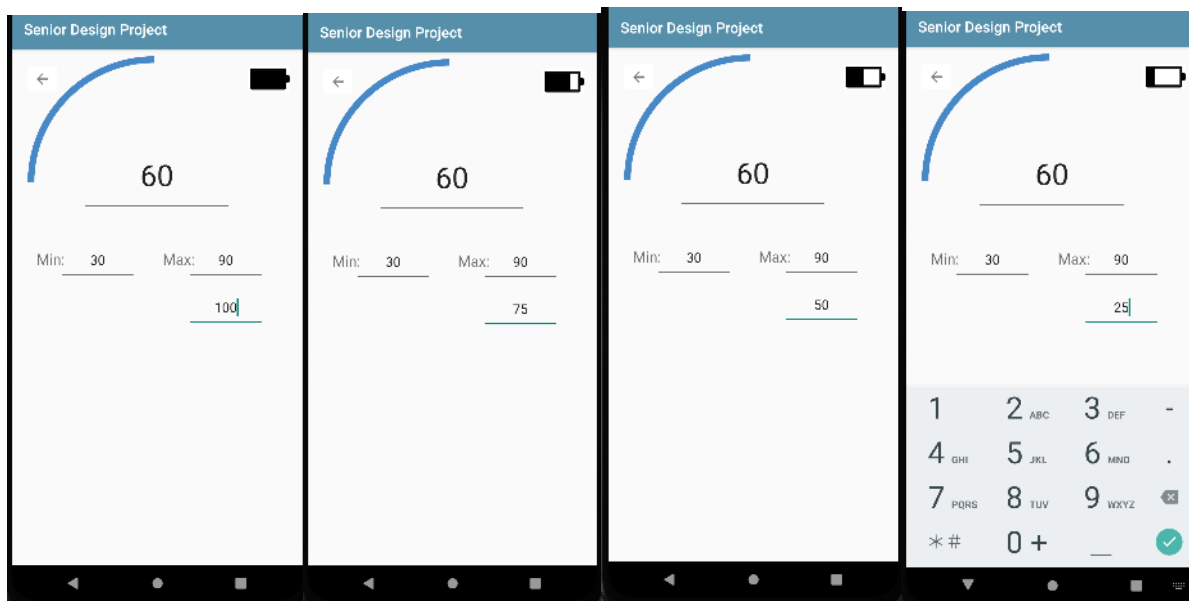 Senior Design Project
60
Min: 30 Max: 90
100
Senior Design Project
60
Min: 30 Max: 90
75
Senior Design Project
60
Min: 30 Max: 90
50
Senior Design Project
60
Min: 30 Max: 90
25
1 2 ABC 3 DEF -
4 GHI 5 JKL 6 MNO .
7 PQRS 8 TUV 9 WXYZ
*# 0 + _